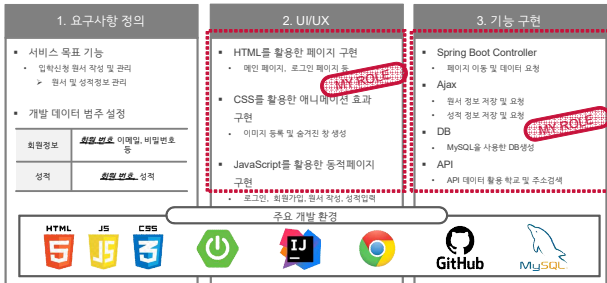 1. 요구사항 정의
서비스 목표 기능
입학신청 원서 작성 및 관리
원서 및 성적정보 관리
개발 데이터 범주 설정
회원정보 회원 번호, 이메일, 비밀번호 등
성적 회원 번호, 성적
2. UI/UX
HTML를 활용한 페이지 구현
메인 페이지, 로그인 페이지 등
MY ROLE
CSS를 활용한 애니메이션 효과
구현
이미지 등록 및 숨겨진 창 생성
JavaScript를 활용한 동적페이지
구현
로그인, 회원가입, 원서 작성, 성적입력
3. 기능 구현
Spring Boot Controller
페이지 이동 및 데이터 요청
Ajax
원서 정보 저장 및 요청
성적 정보 저장 및 요청
MY ROLE
DB
MySQL을 사용한 DB생성
API
API 데이터 활용 학교 및 주소검색
주요 개발 환경
HTML
5
JS
JS
CSS
3
IJ
GitHub
MySQL